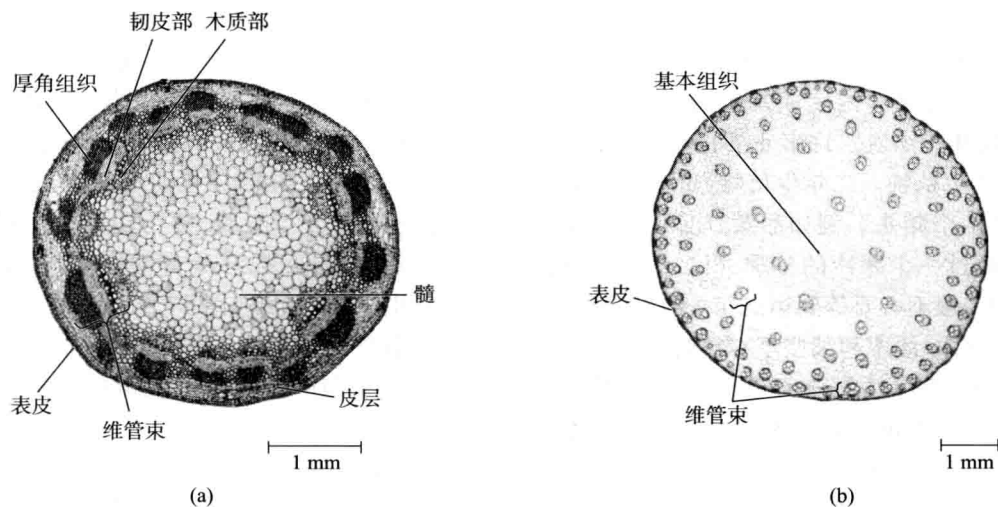 韧皮部 木质部
厚角组织
髓
表皮
皮层
维管束
1 mm
(a)
基本组织
表皮
维管束
1 mm
(b)